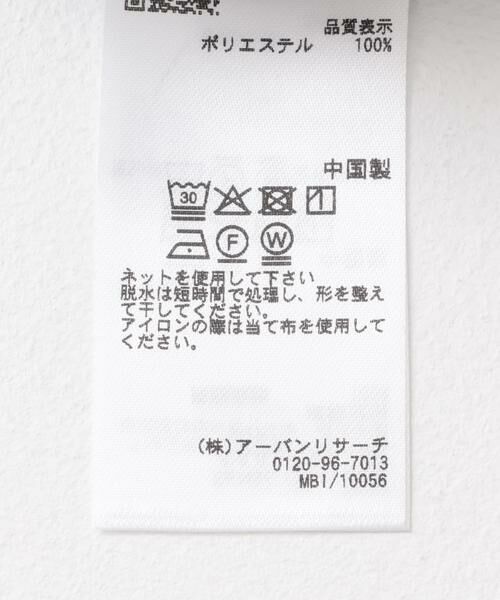 品質表示
ポリエステル 100%
中国製
30
F W
ネットを使用して下さい
脱水は短時間で処理し、形を整え
て干してください。
アイロンの際は当て布を使用して
ください。
(株)アーバンリサーチ
0120-96-7013
MBI/10056